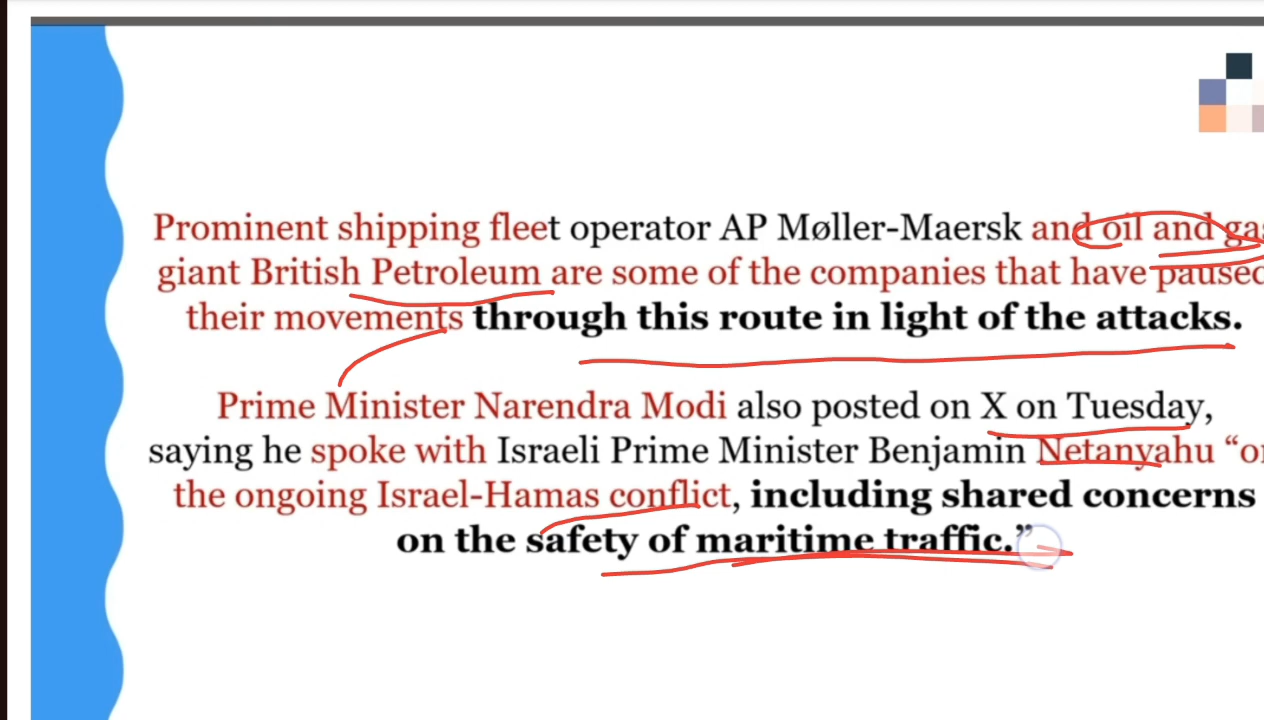 Prominent shipping fleet operator AP Møller-Maersk and oil and gas
giant British Petroleum are some of the companies that have paused
their movements through this route in light of the attacks.
Prime Minister Narendra Modi also posted on X on Tuesday,
saying he spoke with Israeli Prime Minister Benjamin Netanyahu “on
the ongoing Israel-Hamas conflict, including shared concerns
on the safety of maritime traffic.”